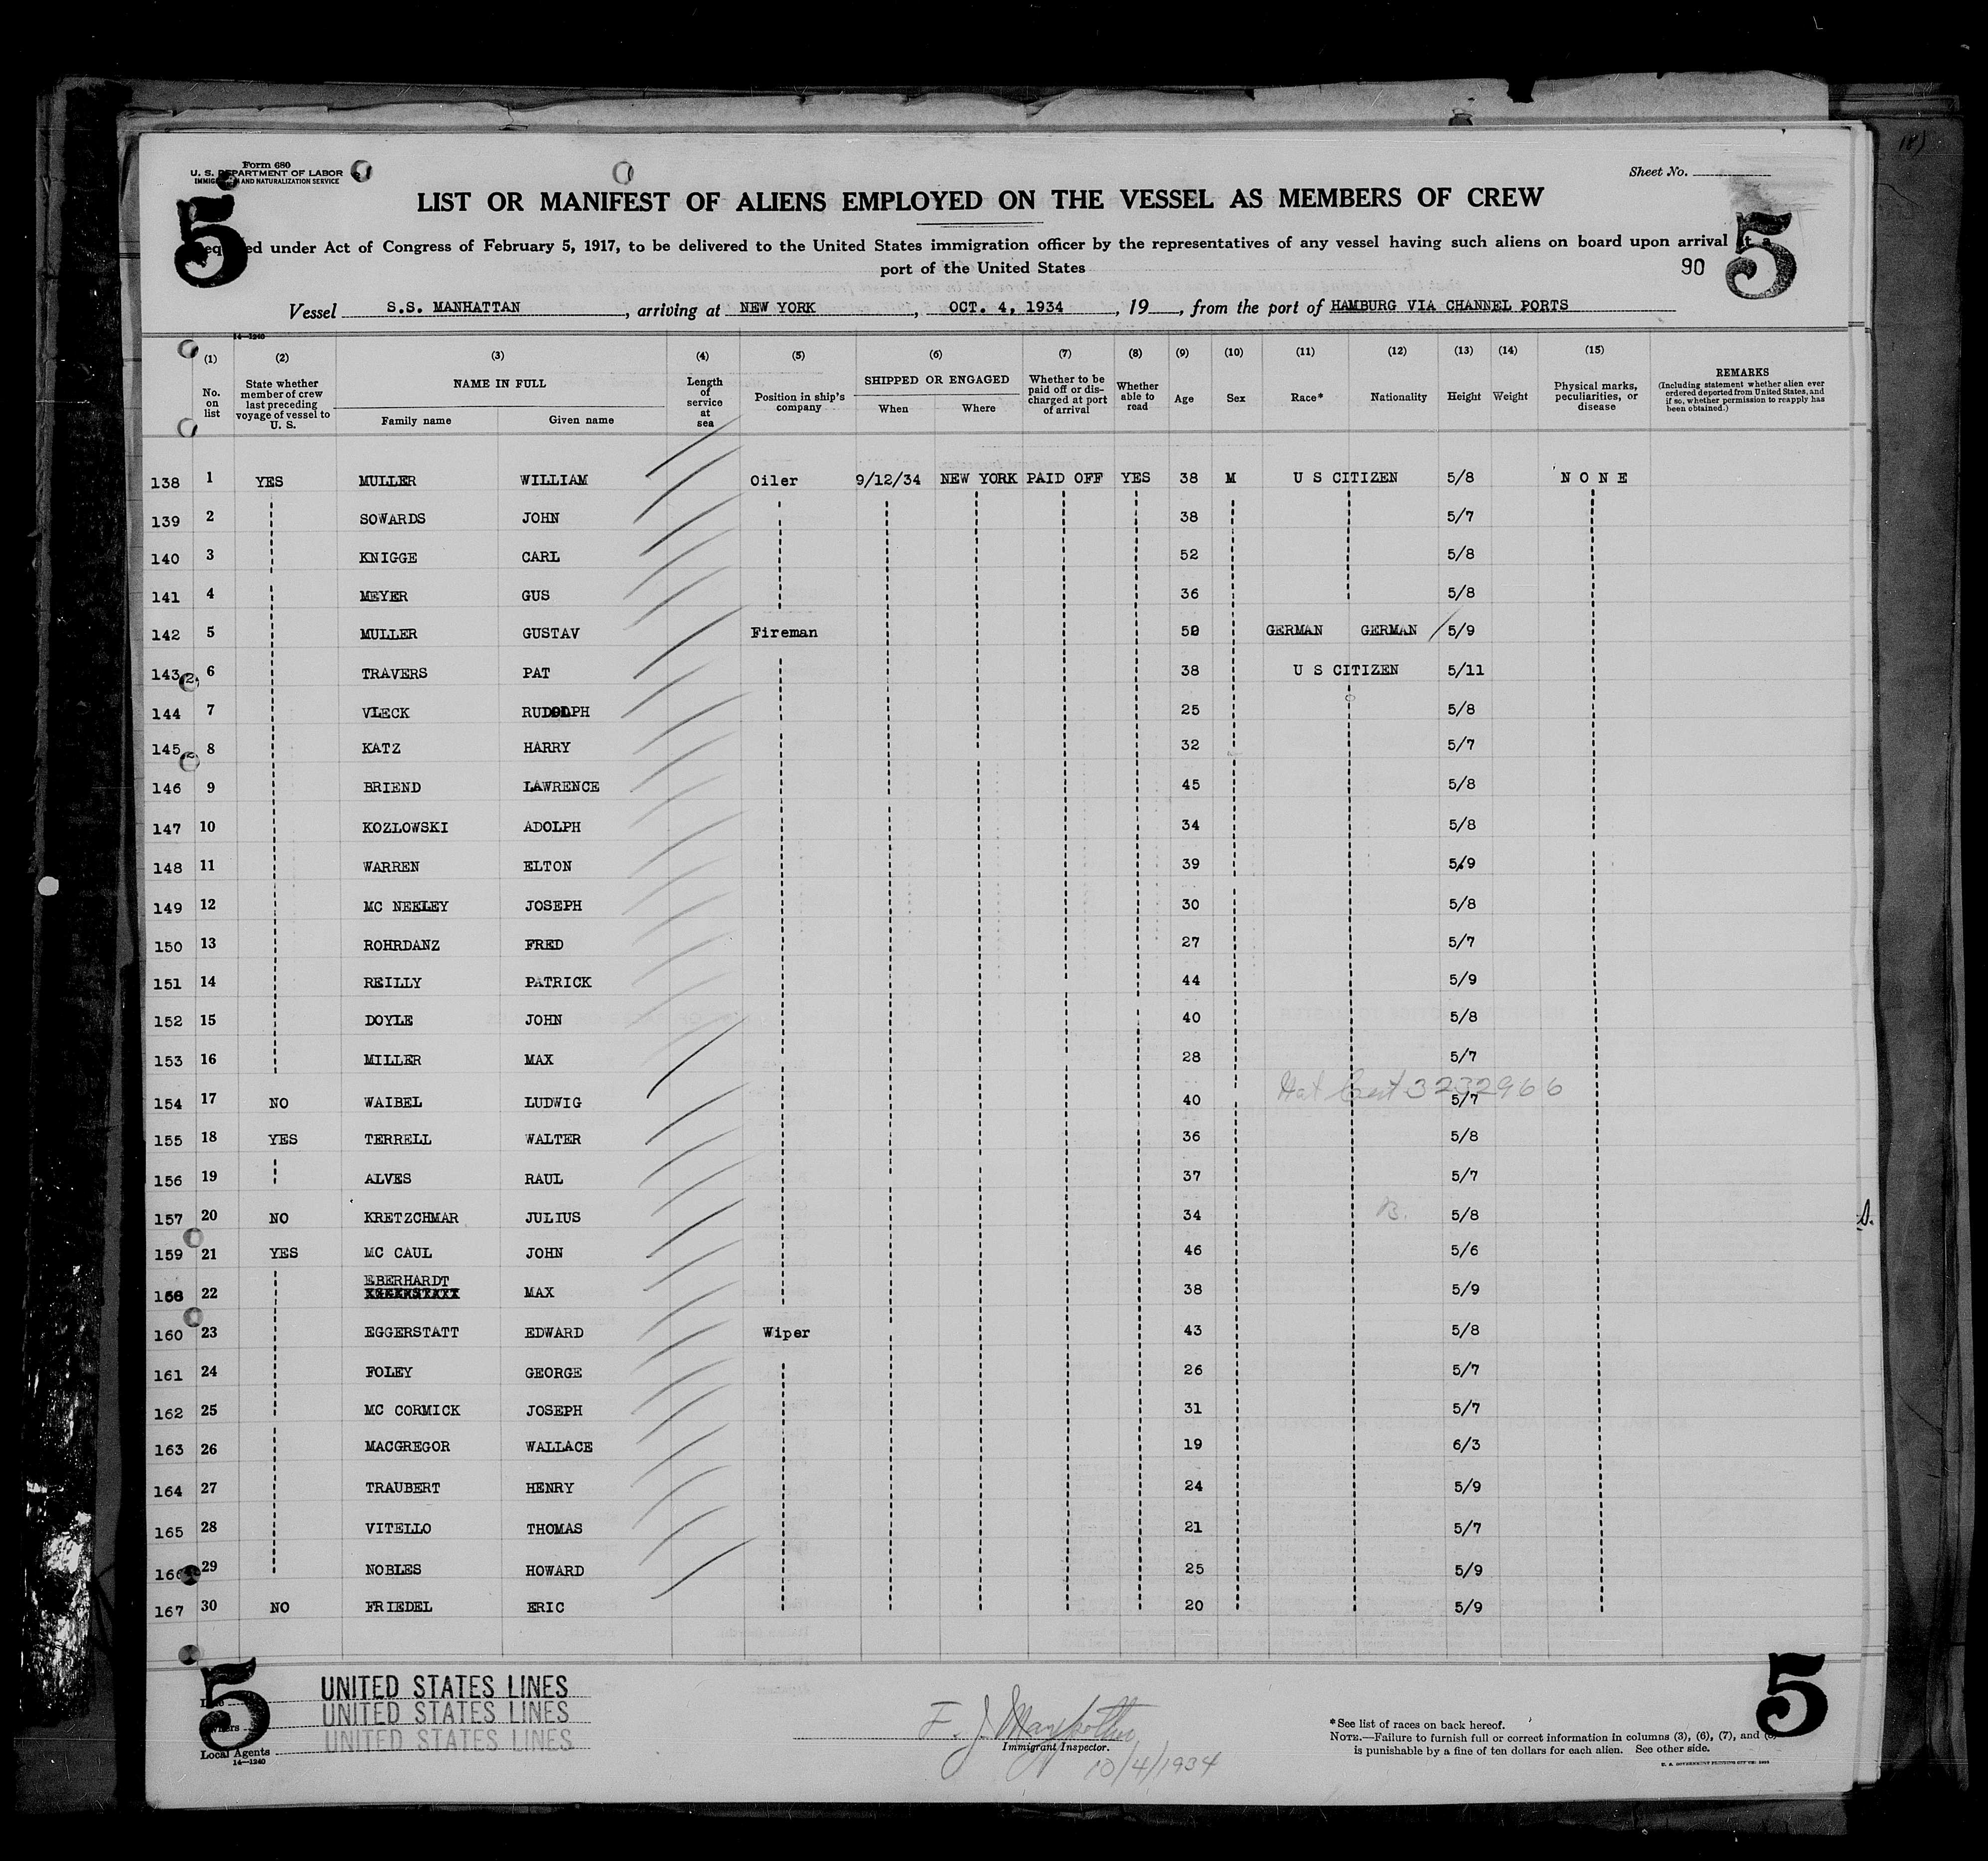 Form 680
U. S. DEPARTMENT OF LABOR
IMMIGRATION AND NATURALIZATION SERVICE
Sheet No.
LIST OR MANIFEST OF ALIENS EMPLOYED ON THE VESSEL AS MEMBERS OF CREW
5
5
Required under Act of Congress of February 5, 1917, to be delivered to the United States immigration officer by the representatives of any vessel having such aliens on board upon arrival at a
port of the United States
90
Vessel S.S. MANHATTAN, arriving at NEW YORK, OCT. 4, 1934, 19, from the port of HAMBURG VIA CHANNEL PORTS
14—1240
(1) (2) (3) (4) (5) (6) (7) (8) (9) (10) (11) (12) (13) (14) (15)
No. on list
State whether member of crew last preceding voyage of vessel to U. S.
NAME IN FULL
Family name Given name
Length of service at sea
Position in ship's company
SHIPPED OR ENGAGED
When Where
Whether to be paid off or discharged at port of arrival
Whether able to read
Age Sex Race* Nationality Height Weight
Physical marks, peculiarities, or disease
REMARKS
(Including statement whether alien ever ordered deported from United States, and if so, whether permission to reapply has been obtained.)
138 1 YES MULLER WILLIAM Oiler 9/12/34 NEW YORK PAID OFF YES 38 M U S CITIZEN 5/8 N O N E
139 2 SOWARDS JOHN 38 5/7
140 3 KNIGGE CARL 52 5/8
141 4 MEYER GUS 36 5/8
142 5 MULLER GUSTAV Fireman 50 GERMAN GERMAN 5/9
143 6 TRAVERS PAT 38 U S CITIZEN 5/11
144 7 VLECK RUDOLPH 25 5/8
145 8 KATZ HARRY 32 5/7
146 9 BRIEND LAWRENCE 45 5/8
147 10 KOZLOWSKI ADOLPH 34 5/8
148 11 WARREN ELTON 39 5/9
149 12 MC NEELEY JOSEPH 30 5/8
150 13 ROHRDANZ FRED 27 5/7
151 14 REILLY PATRICK 44 5/9
152 15 DOYLE JOHN 40 5/8
153 16 MILLER MAX 28 5/7
Nat Cert 3232966
154 17 NO WAIBEL LUDWIG 40 5/7
155 18 YES TERRELL WALTER 36 5/8
156 19 ALVES RAUL 37 5/7
157 20 NO KRETZCHMAR JULIUS 34 B. 5/8
159 21 YES MC CAUL JOHN 46 5/6
EBERHARDT
158 22 MAX 38 5/9
160 23 EGGERSTATT EDWARD Wiper 43 5/8
161 24 FOLEY GEORGE 26 5/7
162 25 MC CORMICK JOSEPH 31 5/7
163 26 MACGREGOR WALLACE 19 6/3
164 27 TRAUBERT HENRY 24 5/9
165 28 VITELLO THOMAS 21 5/7
166 29 NOBLES HOWARD 25 5/9
167 30 NO FRIEDEL ERIC 20 5/9
5
5
UNITED STATES LINES
UNITED STATES LINES
UNITED STATES LINES
Local Agents
14—1240
F. J.
Immigrant Inspector.
10/4/1934
*See list of races on back hereof.
NOTE.—Failure to furnish full or correct information in columns (3), (6), (7), and (8)
is punishable by a fine of ten dollars for each alien. See other side.
U. S. GOVERNMENT PRINTING OFFICE